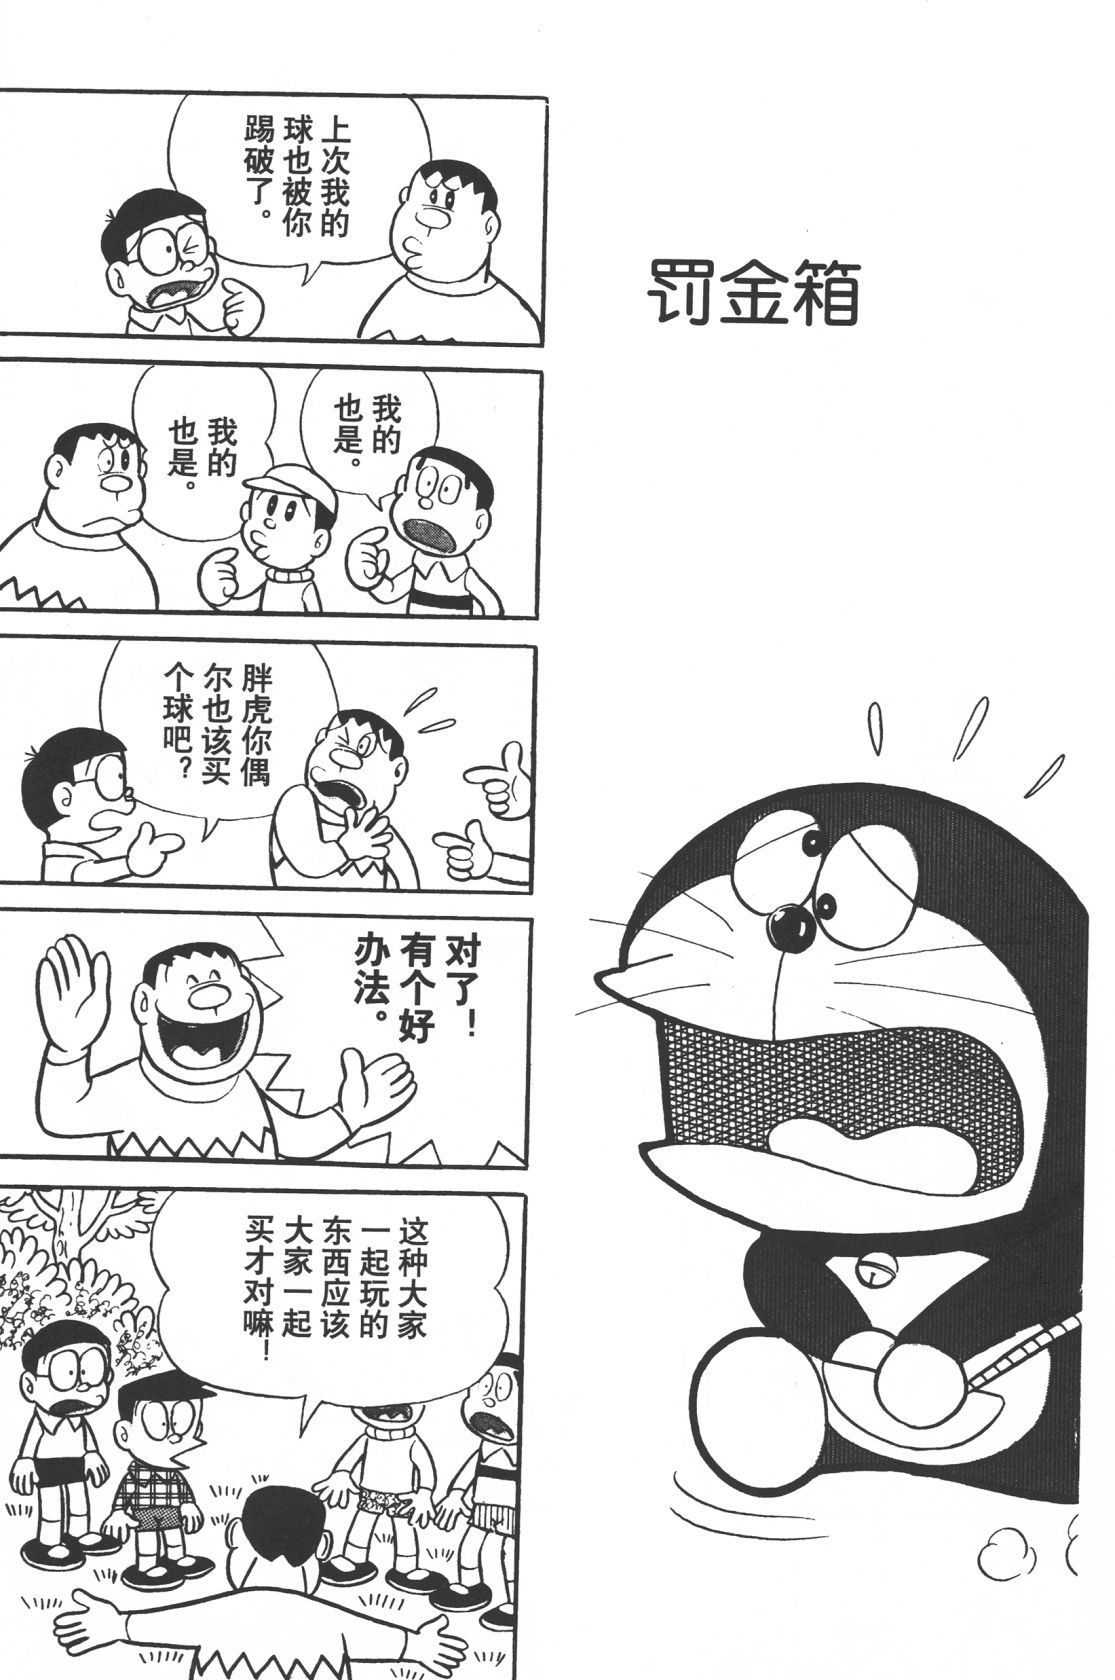 罚金箱
上次我的
球也被你
踢破了。
我的
也是。
我的
也是。
胖虎你偶
尔也该买
个球吧?
对了!
有个好
办法。
这种大家
一起玩的
东西应该
大家一起
买才对嘛!